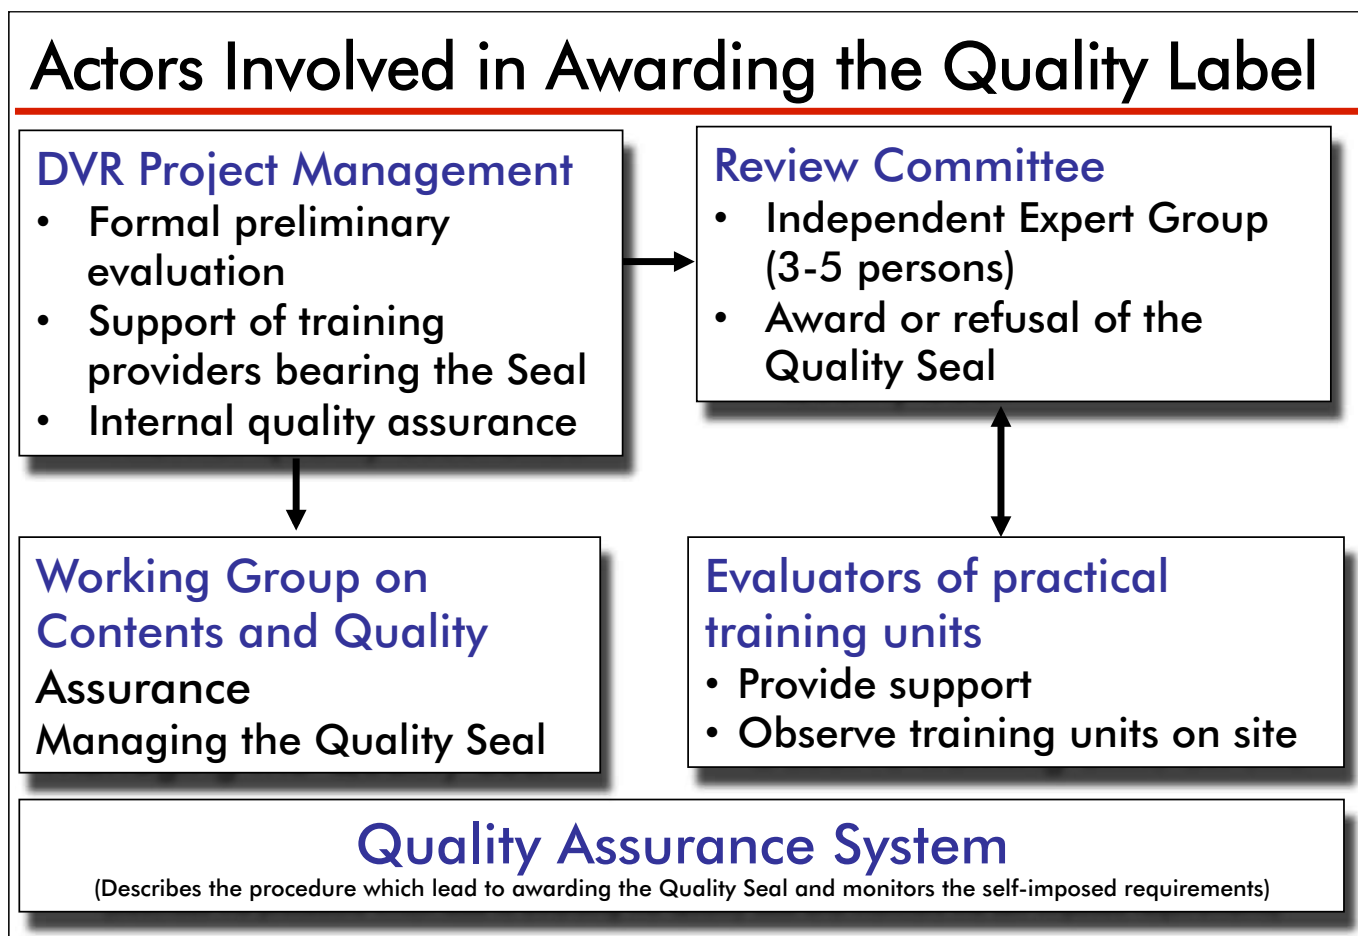 Actors Involved in Awarding the Quality Label
DVR Project Management
• Formal preliminary
evaluation
• Support of training
providers bearing the Seal
• Internal quality assurance
Review Committee
• Independent Expert Group
(3-5 persons)
• Award or refusal of the
Quality Seal
Working Group on
Contents and Quality
Assurance
Managing the Quality Seal
Evaluators of practical
training units
• Provide support
• Observe training units on site
Quality Assurance System
(Describes the procedure which lead to awarding the Quality Seal and monitors the self-imposed requirements)